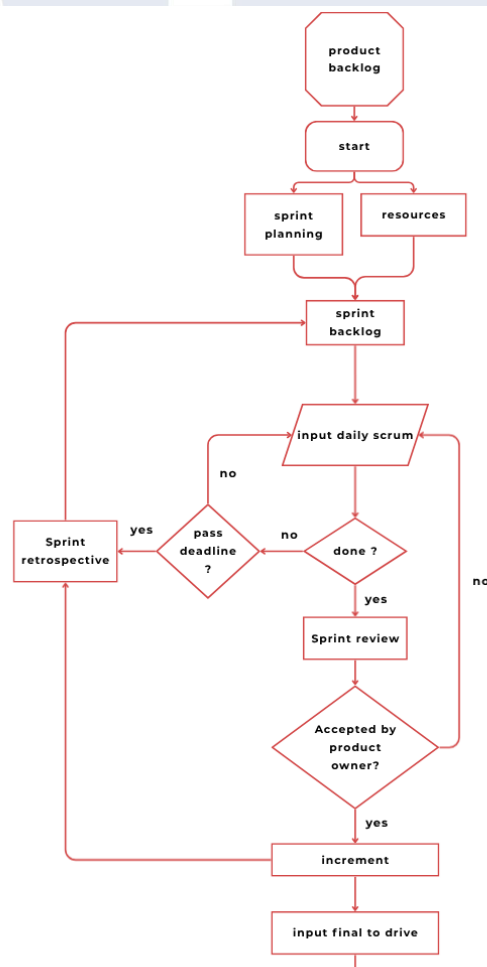 product
backlog
start
sprint
planning
resources
sprint
backlog
input daily scrum
no
yes
pass
deadline
?
no
done ?
Sprint
retrospective
no
yes
Sprint review
Accepted by
product
owner?
yes
increment
input final to drive